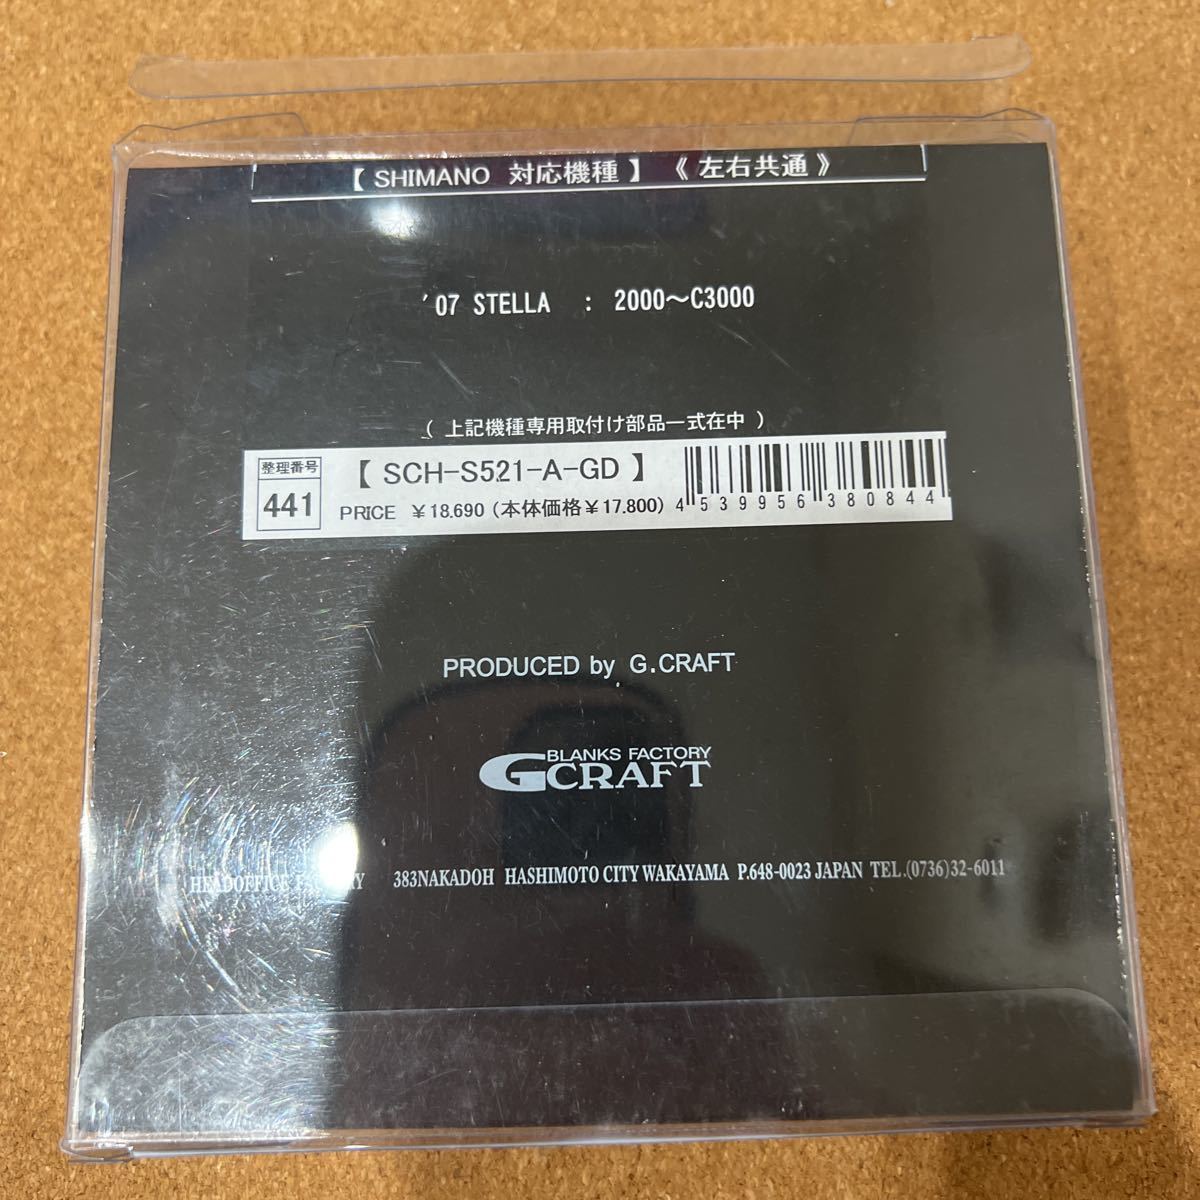 【 SHIMANO 対応機種 】 《 左右共通 》
'07 STELLA : 2000～C3000
( 上記機種専用取付け部品一式在中 )
整理番号
441
【 SCH-S521-A-GD 】
PRICE ￥18.690 (本体価格￥17.800)
4539956380844
PRODUCED by G.CRAFT
BLANKS FACTORY
GCRAFT
HEADOFFICE 383NAKADOH HASHIMOTO CITY WAKAYAMA P.648-0023 JAPAN TEL.(0736)32-6011